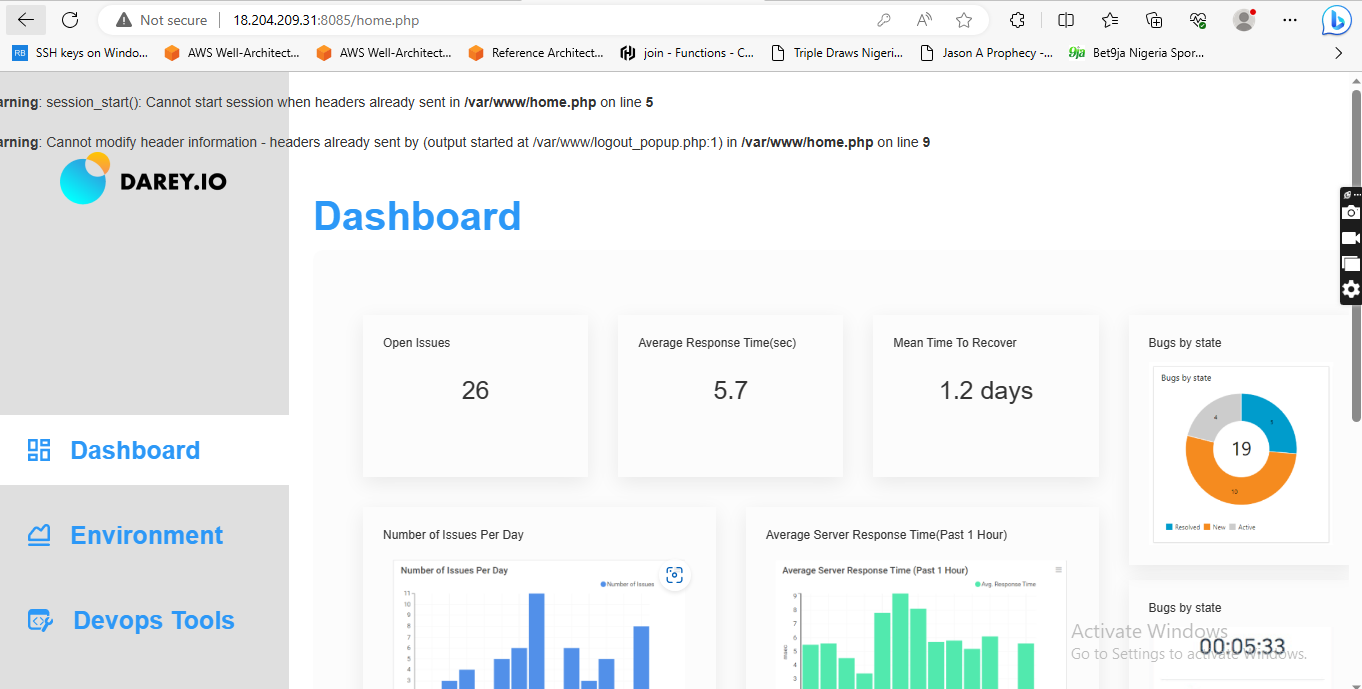 Not secure 18.204.209.31:8085/home.php
RB SSH keys on Windo... AWS Well-Architect... AWS Well-Architect... Reference Architect... join - Functions - C... Triple Draws Nigeri... Jason A Prophecy -... 9ja Bet9ja Nigeria Spor...
arning: session_start(): Cannot start session when headers already sent in /var/www/home.php on line 5
arning: Cannot modify header information - headers already sent by (output started at /var/www/logout_popup.php:1) in /var/www/home.php on line 9
DAREY.IO
Dashboard
Environment
Devops Tools
Dashboard
Open Issues
26
Average Response Time(sec)
5.7
Mean Time To Recover
1.2 days
Bugs by state
Bugs by state
4
19
13
Resolved New Active
Number of Issues Per Day
Number of Issues Per Day
Number of Issues
11
10
9
8
7
6
5
4
3
Average Server Response Time(Past 1 Hour)
Average Server Response Time (Past 1 Hour)
Avg. Response Time
9
8
7
6
5
4
3
Bugs by state
00:05:33
Activate Windows
Go to Settings to activate Windows.